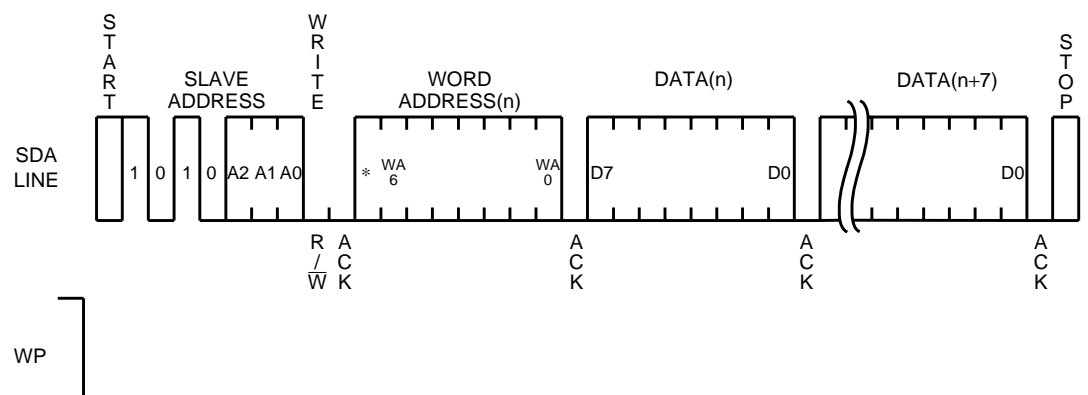 START
WRITE
STOP
SLAVE
ADDRESS
WORD
ADDRESS(n)
DATA(n)
DATA(n+7)
SDA
LINE
1 0 1 0 A2 A1 A0
* WA
6
WA
0
D7
D0
D0
R/W
ACK
ACK
ACK
ACK
WP